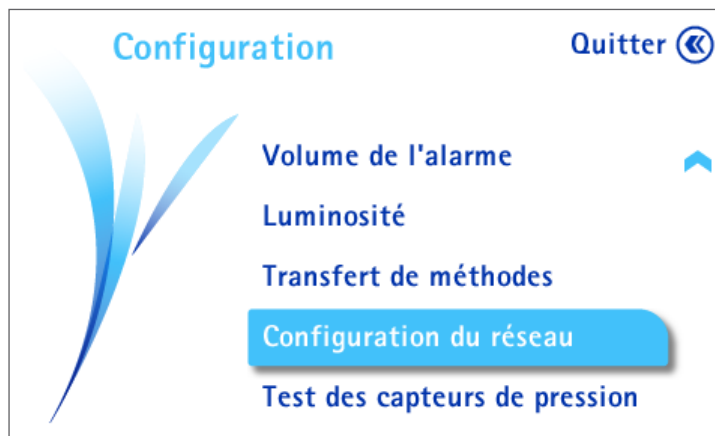 Configuration
Quitter
Volume de l'alarme
Luminosité
Transfert de méthodes
Configuration du réseau
Test des capteurs de pression